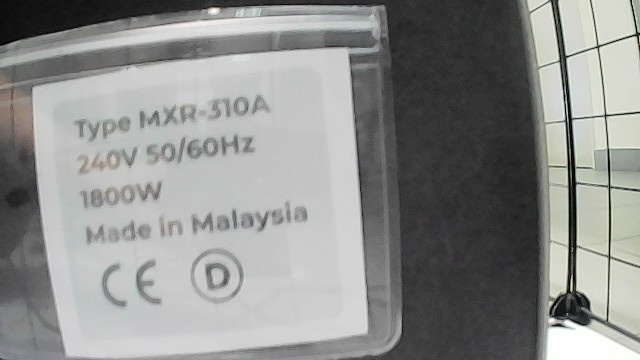 Type MXR-310A
240V 50/60Hz
1800W
Made in Malaysia
CE D